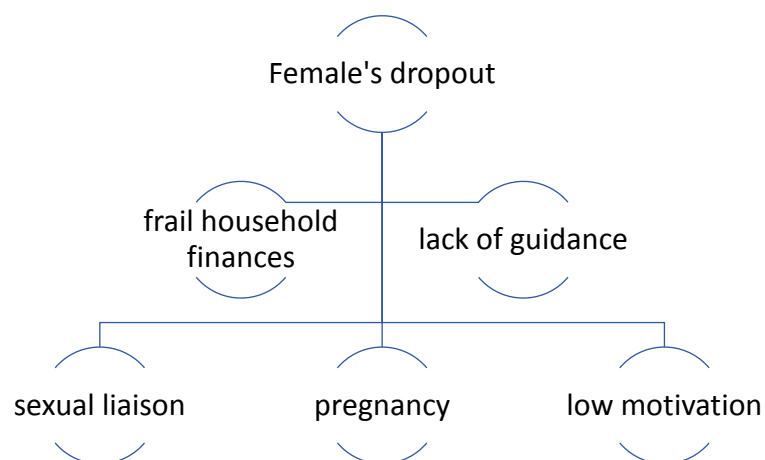 Female's dropout
frail household
finances
lack of guidance
sexual liaison
pregnancy
low motivation